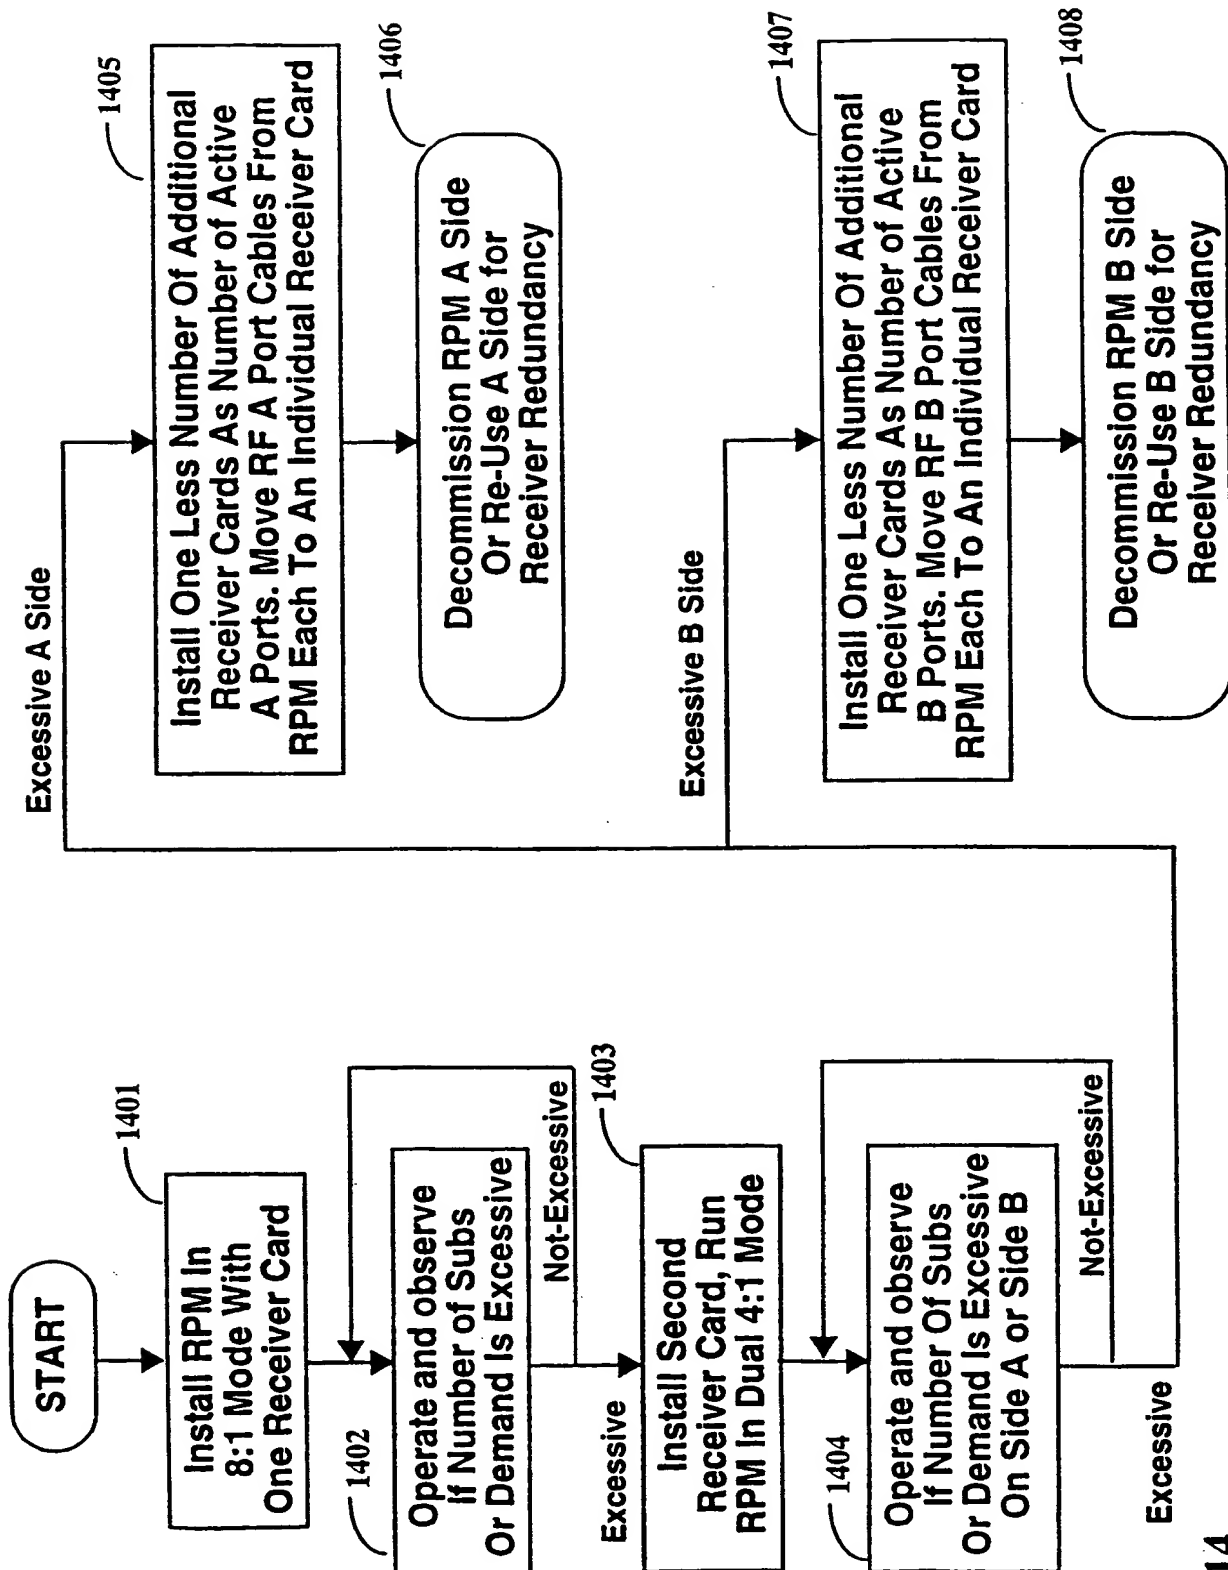 START
1401
Install RPM In
8:1 Mode With
One Receiver Card
1402
Operate and observe
If Number of Subs
Or Demand Is Excessive
Not-Excessive
Excessive
1403
Install Second
Receiver Card, Run
RPM In Dual 4:1 Mode
1404
Operate and observe
If Number Of Subs
Or Demand Is Excessive
On Side A or Side B
Not-Excessive
Excessive
Excessive A Side
1405
Install One Less Number Of Additional
Receiver Cards As Number of Active
A Ports. Move RF A Port Cables From
RPM Each To An Individual Receiver Card
1406
Decommission RPM A Side
Or Re-Use A Side for
Receiver Redundancy
Excessive B Side
1407
Install One Less Number Of Additional
Receiver Cards As Number of Active
B Ports. Move RF B Port Cables From
RPM Each To An Individual Receiver Card
1408
Decommission RPM B Side
Or Re-Use B Side for
Receiver Redundancy
14